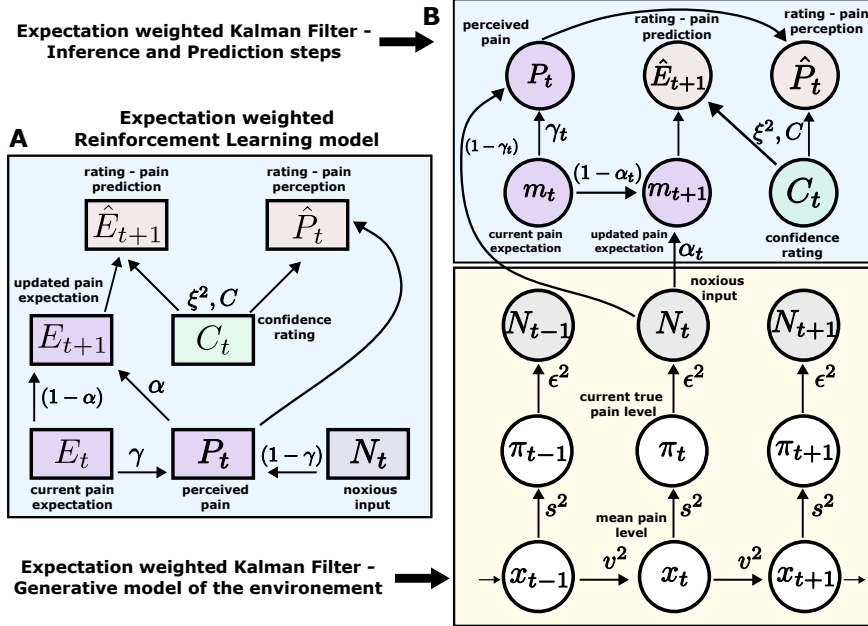 Expectation weighted Kalman Filter -
Inference and Prediction steps
B
perceived
pain
rating - pain
prediction
rating - pain
perception
P_t
Ê_{t+1}
P̂_t
(1 - γ_t)
γ_t
(1 - α_t)
ξ², C
m_t
m_{t+1}
C_t
current pain
expectation
updated pain
expectation
confidence
rating
α_t
A
Expectation weighted
Reinforcement Learning model
rating - pain
prediction
rating - pain
perception
Ê_{t+1}
P̂_t
updated pain
expectation
ξ², C
E_{t+1}
C_t
confidence
rating
(1 - α)
α
E_t
γ
P_t
(1 - γ)
N_t
current pain
expectation
perceived
pain
noxious
input
noxious
input
N_{t-1}
N_t
N_{t+1}
ϵ²
ϵ²
ϵ²
current true
pain level
π_{t-1}
π_t
π_{t+1}
s²
s²
s²
mean pain
level
x_{t-1}
v²
x_t
v²
x_{t+1}
Expectation weighted Kalman Filter -
Generative model of the environement